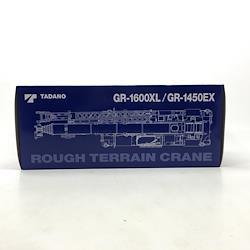 TADANO
GR-1600XL/GR-1450EX
ROUGH TERRAIN CRANE